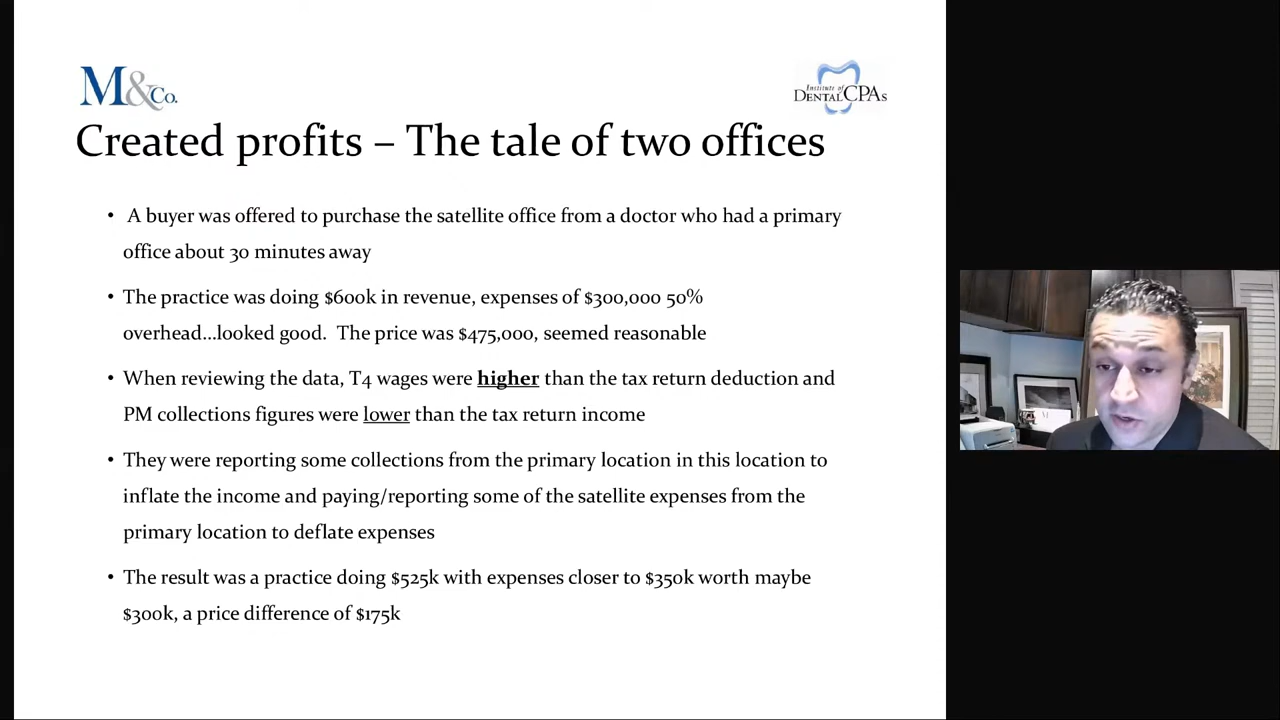 M&Co.
Institute of
DENTAL CPAs
Created profits – The tale of two offices
• A buyer was offered to purchase the satellite office from a doctor who had a primary
office about 30 minutes away
• The practice was doing $600k in revenue, expenses of $300,000 50%
overhead...looked good.  The price was $475,000, seemed reasonable
• When reviewing the data, T4 wages were higher than the tax return deduction and
PM collections figures were lower than the tax return income
• They were reporting some collections from the primary location in this location to
inflate the income and paying/reporting some of the satellite expenses from the
primary location to deflate expenses
• The result was a practice doing $525k with expenses closer to $350k worth maybe
$300k, a price difference of $175k